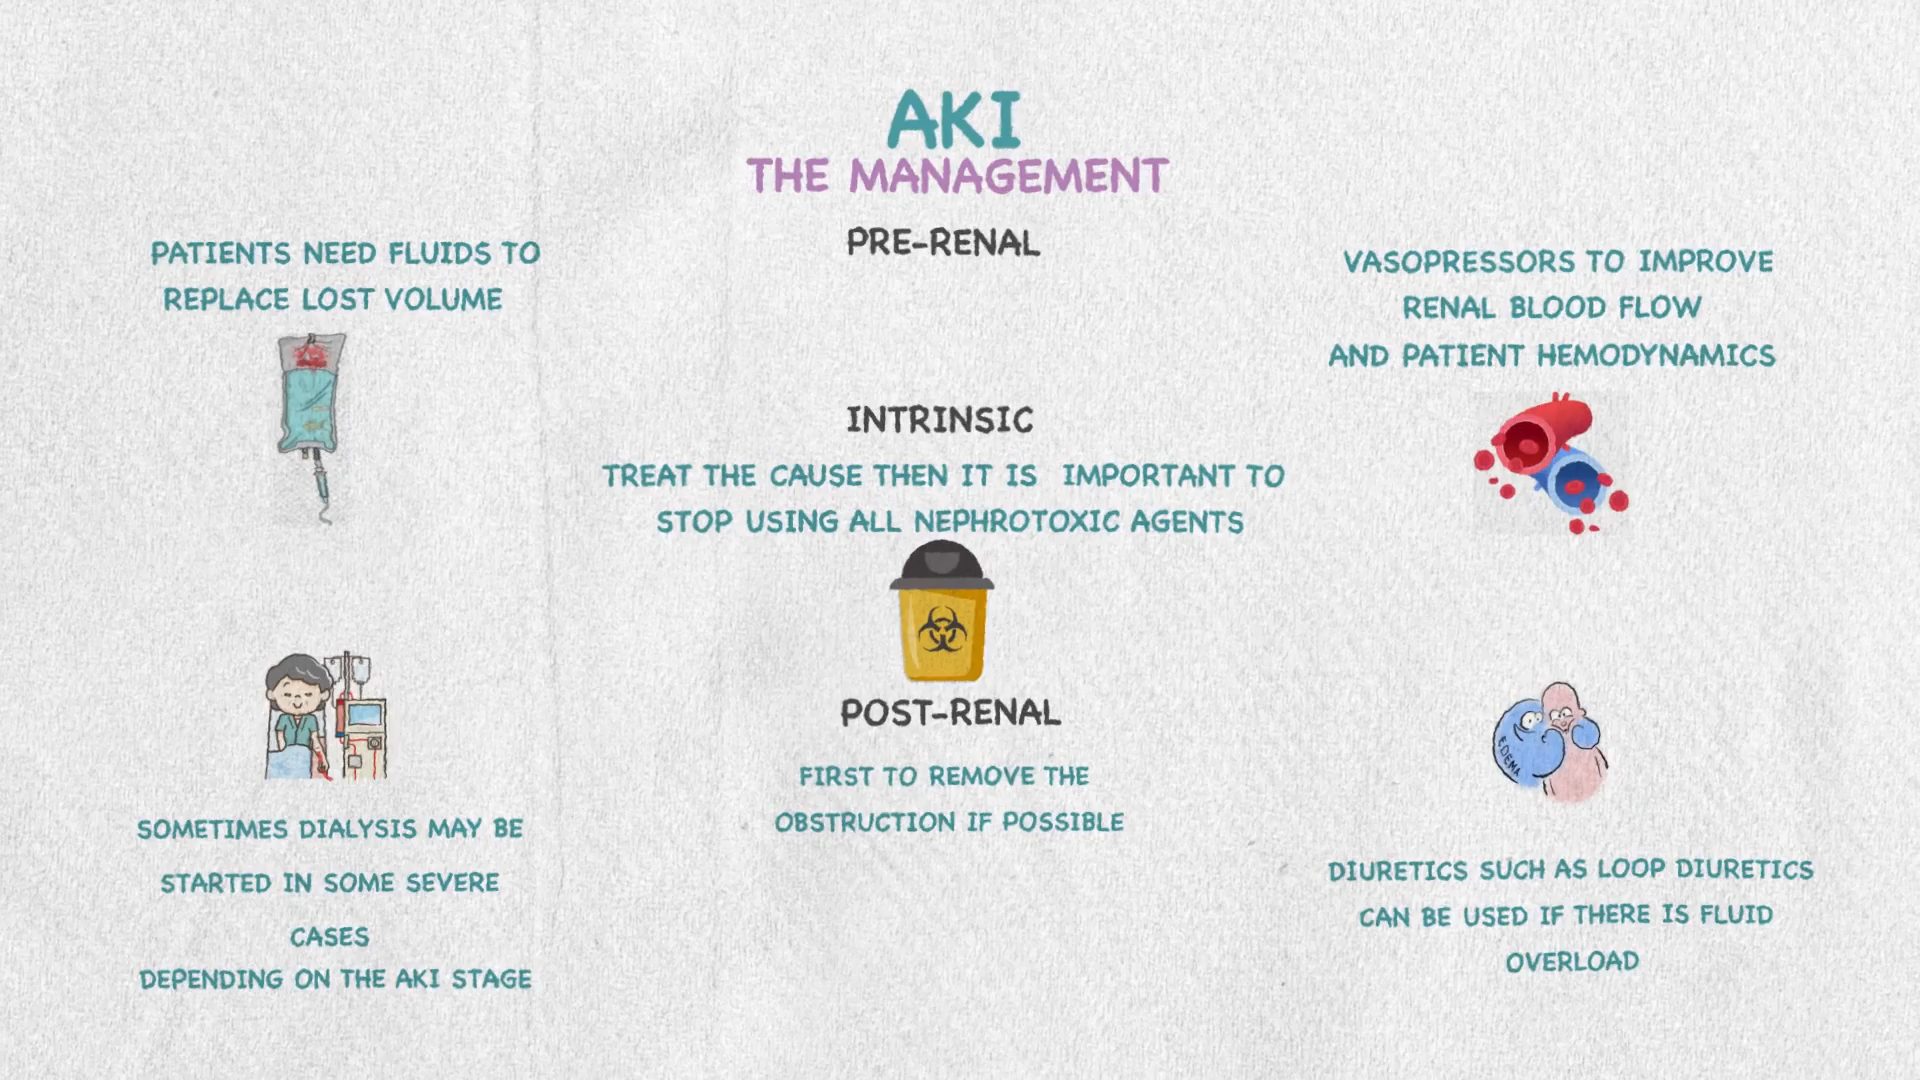 AKI
THE MANAGEMENT
PRE-RENAL
PATIENTS NEED FLUIDS TO
REPLACE LOST VOLUME
VASOPRESSORS TO IMPROVE
RENAL BLOOD FLOW
AND PATIENT HEMODYNAMICS
INTRINSIC
TREAT THE CAUSE THEN IT IS IMPORTANT TO
STOP USING ALL NEPHROTOXIC AGENTS
POST-RENAL
FIRST TO REMOVE THE
OBSTRUCTION IF POSSIBLE
SOMETIMES DIALYSIS MAY BE
STARTED IN SOME SEVERE
CASES
DEPENDING ON THE AKI STAGE
EDEMA
DIURETICS SUCH AS LOOP DIURETICS
CAN BE USED IF THERE IS FLUID
OVERLOAD